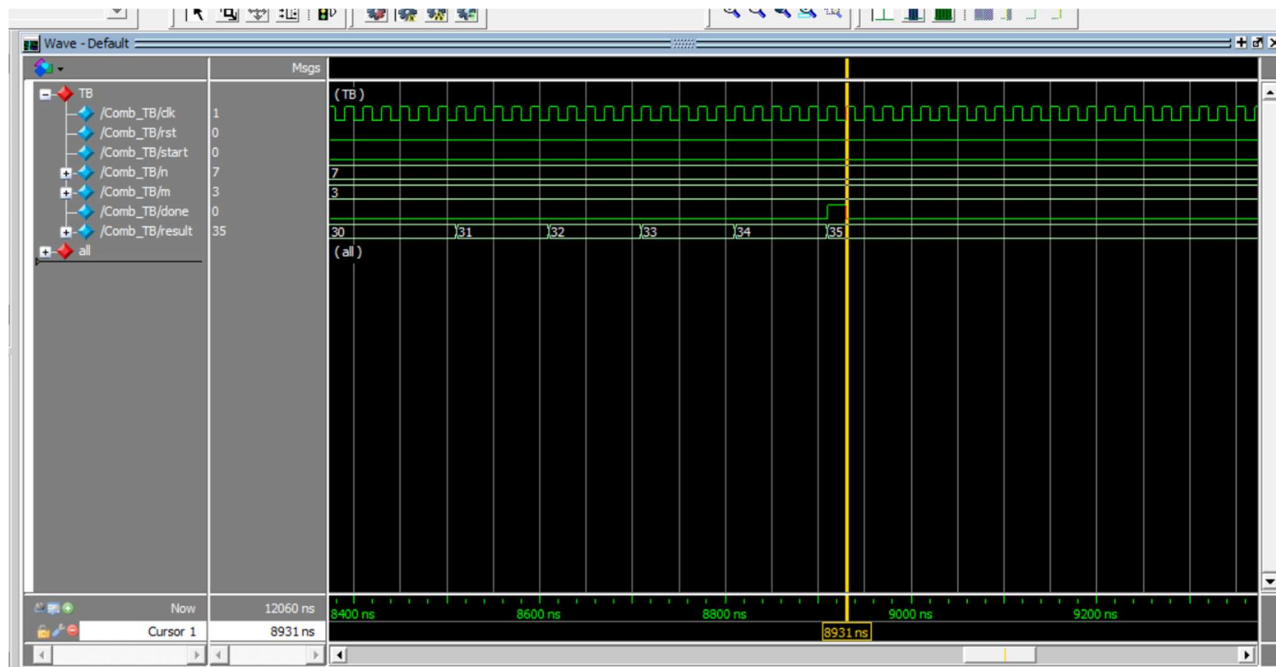 Wave - Default
Msgs
TB
(TB)
/Comb_TB/clk 1
/Comb_TB/rst 0
/Comb_TB/start 0
/Comb_TB/n 7 7
/Comb_TB/m 3 3
/Comb_TB/done 0
/Comb_TB/result 35 30 31 32 33 34 35
all (all)
Now 12060 ns 8400 ns 8600 ns 8800 ns 9000 ns 9200 ns
Cursor 1 8931 ns 8931 ns